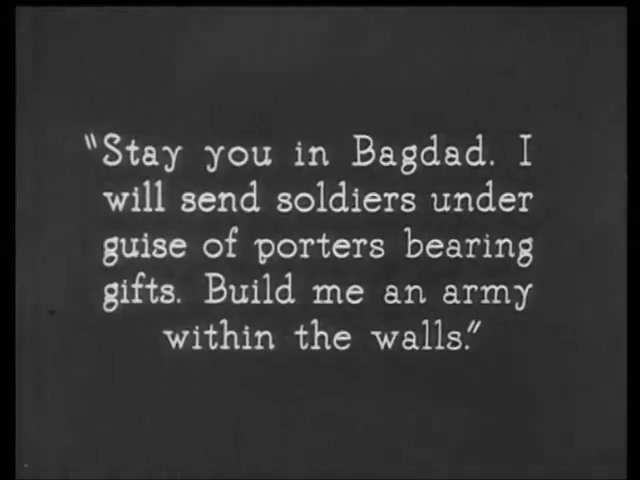 "Stay you in Bagdad. I
will send soldiers under
guise of porters bearing
gifts. Build me an army
within the walls."